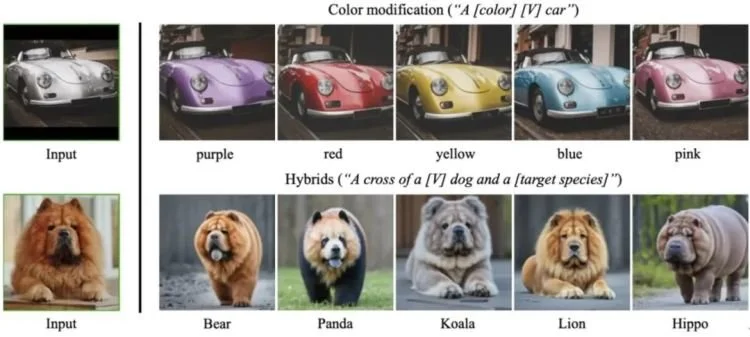 Color modification (“A [color] [V] car”)
Input purple red yellow blue pink
Hybrids (“A cross of a [V] dog and a [target species]”)
Input Bear Panda Koala Lion Hippo